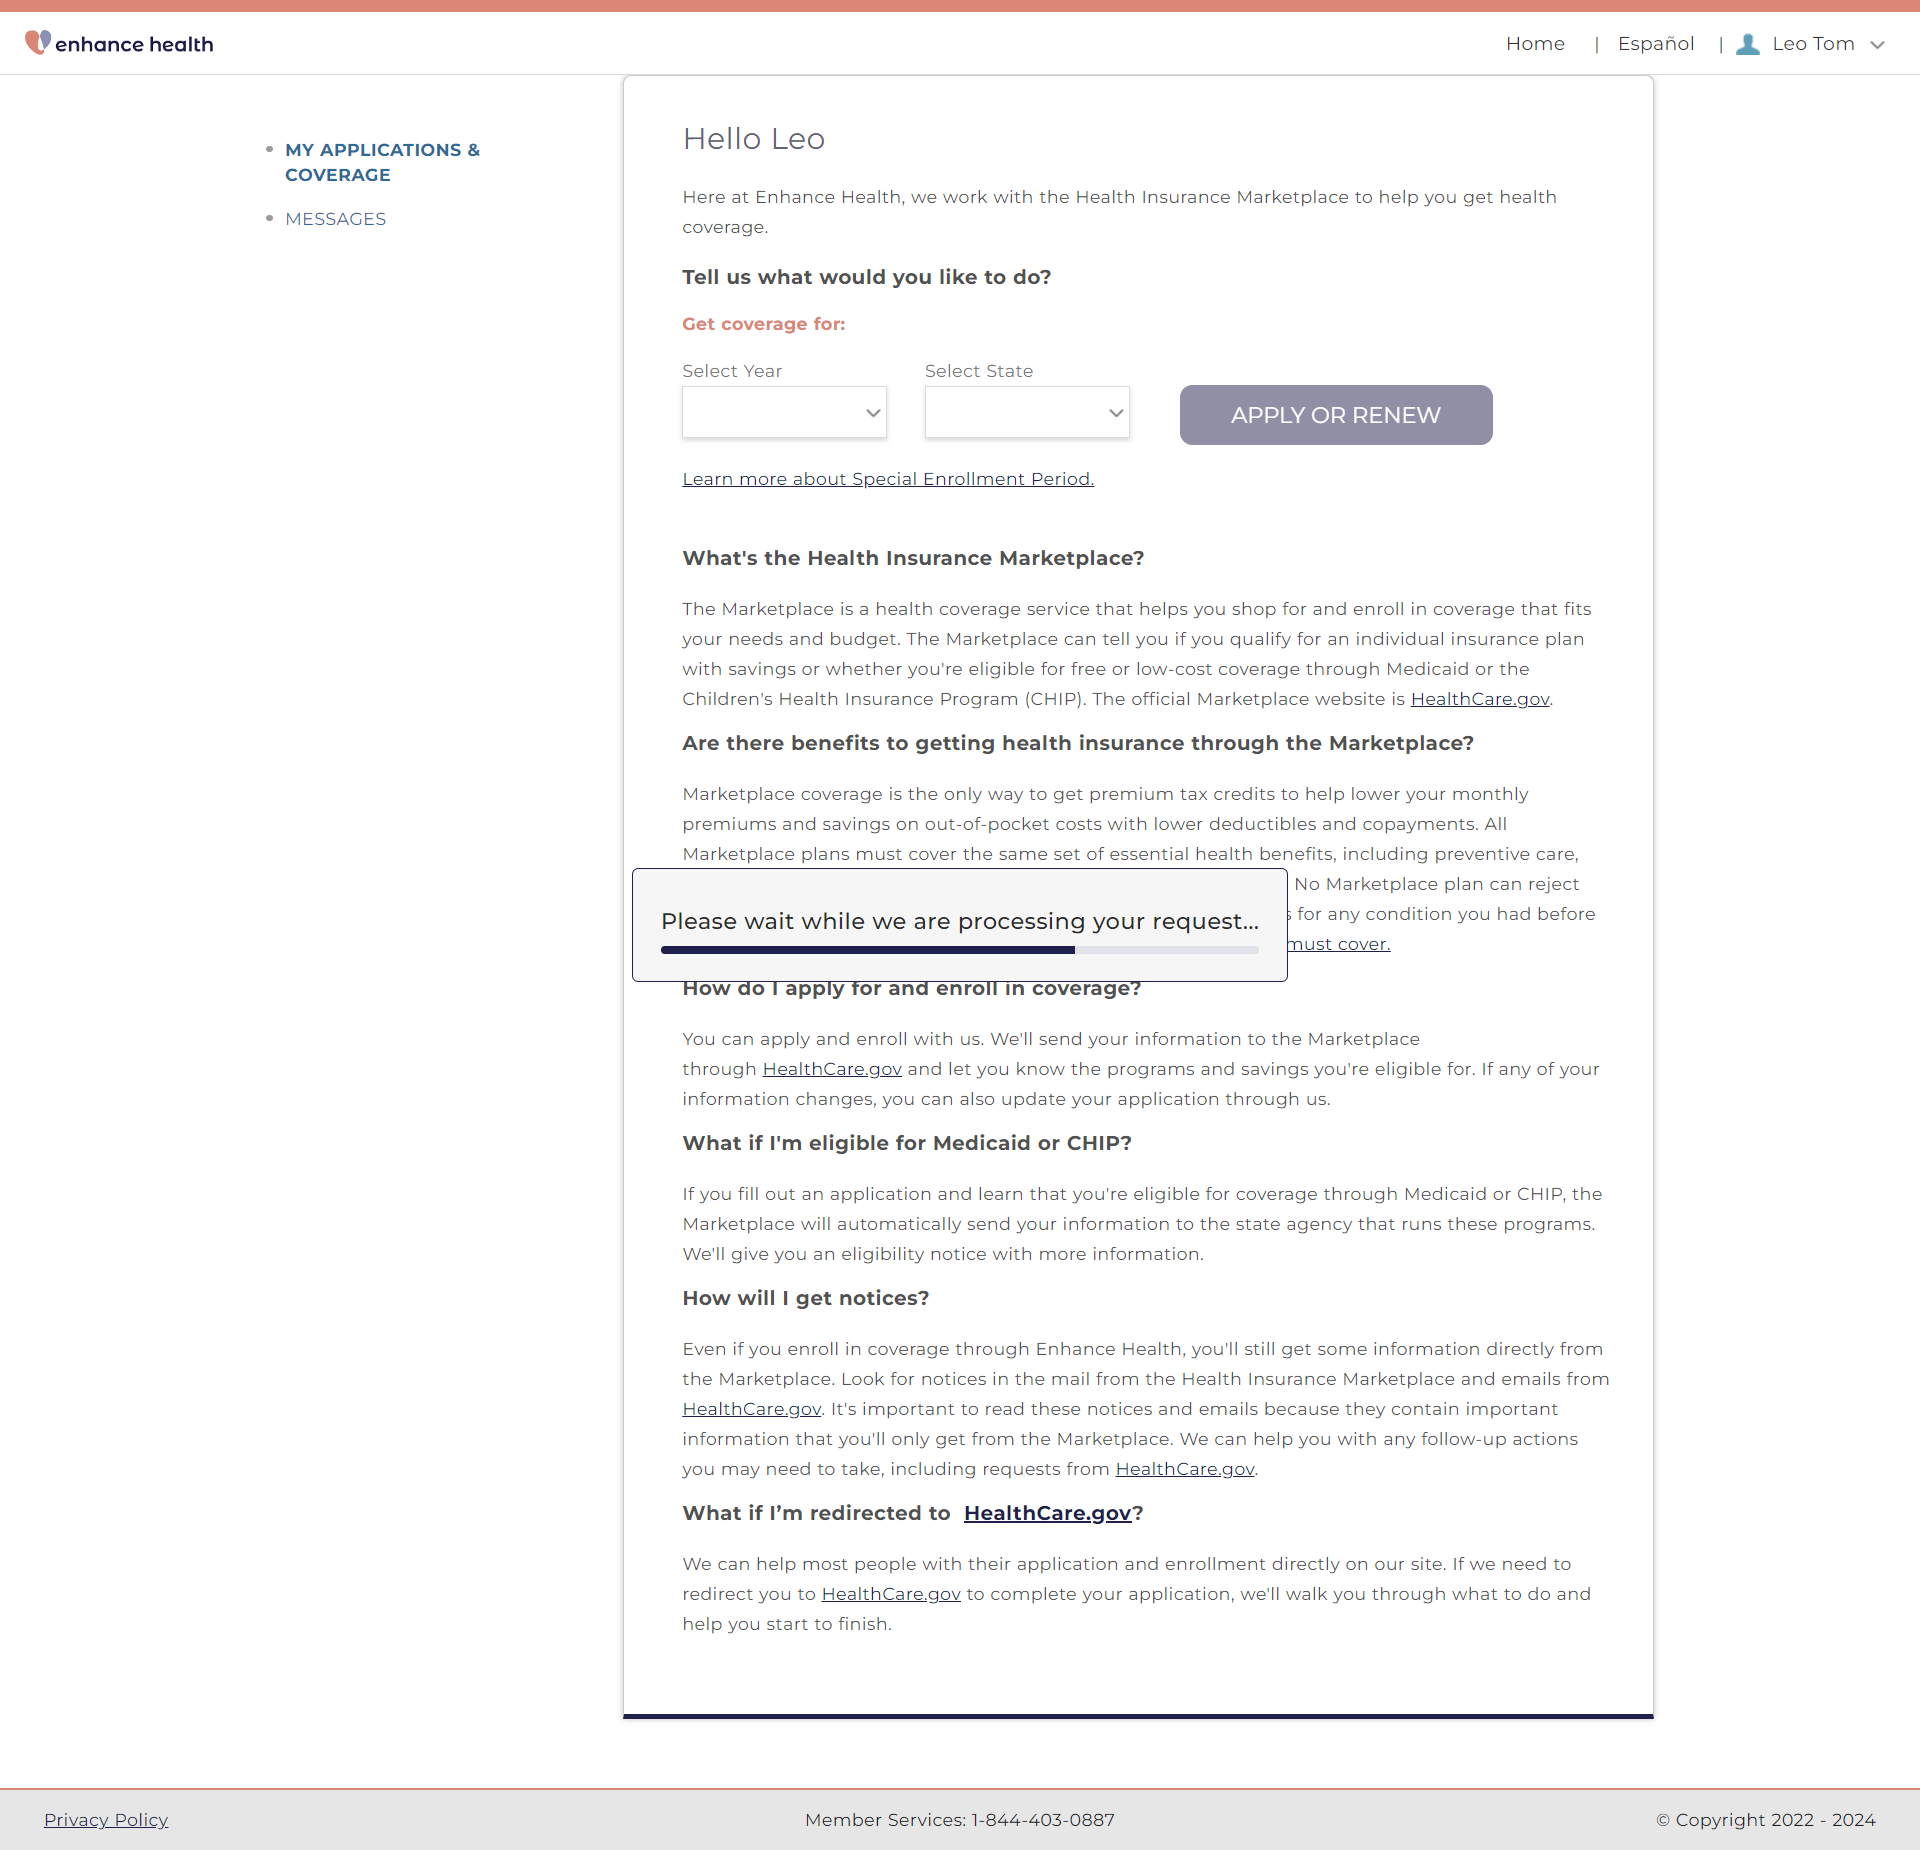 enhance health
Home | Español | Leo Tom
MY APPLICATIONS &
COVERAGE
MESSAGES
Hello Leo
Here at Enhance Health, we work with the Health Insurance Marketplace to help you get health
coverage.
Tell us what would you like to do?
Get coverage for:
Select Year Select State
APPLY OR RENEW
Learn more about Special Enrollment Period.
What's the Health Insurance Marketplace?
The Marketplace is a health coverage service that helps you shop for and enroll in coverage that fits
your needs and budget. The Marketplace can tell you if you qualify for an individual insurance plan
with savings or whether you're eligible for free or low-cost coverage through Medicaid or the
Children's Health Insurance Program (CHIP). The official Marketplace website is HealthCare.gov.
Are there benefits to getting health insurance through the Marketplace?
Marketplace coverage is the only way to get premium tax credits to help lower your monthly
premiums and savings on out-of-pocket costs with lower deductibles and copayments. All
Marketplace plans must cover the same set of essential health benefits, including preventive care,
No Marketplace plan can reject
for any condition you had before
must cover.
Please wait while we are processing your request...
How do I apply for and enroll in coverage?
You can apply and enroll with us. We'll send your information to the Marketplace
through HealthCare.gov and let you know the programs and savings you're eligible for. If any of your
information changes, you can also update your application through us.
What if I'm eligible for Medicaid or CHIP?
If you fill out an application and learn that you're eligible for coverage through Medicaid or CHIP, the
Marketplace will automatically send your information to the state agency that runs these programs.
We'll give you an eligibility notice with more information.
How will I get notices?
Even if you enroll in coverage through Enhance Health, you'll still get some information directly from
the Marketplace. Look for notices in the mail from the Health Insurance Marketplace and emails from
HealthCare.gov. It's important to read these notices and emails because they contain important
information that you'll only get from the Marketplace. We can help you with any follow-up actions
you may need to take, including requests from HealthCare.gov.
What if I’m redirected to HealthCare.gov?
We can help most people with their application and enrollment directly on our site. If we need to
redirect you to HealthCare.gov to complete your application, we'll walk you through what to do and
help you start to finish.
Privacy Policy
Member Services: 1-844-403-0887
© Copyright 2022 - 2024